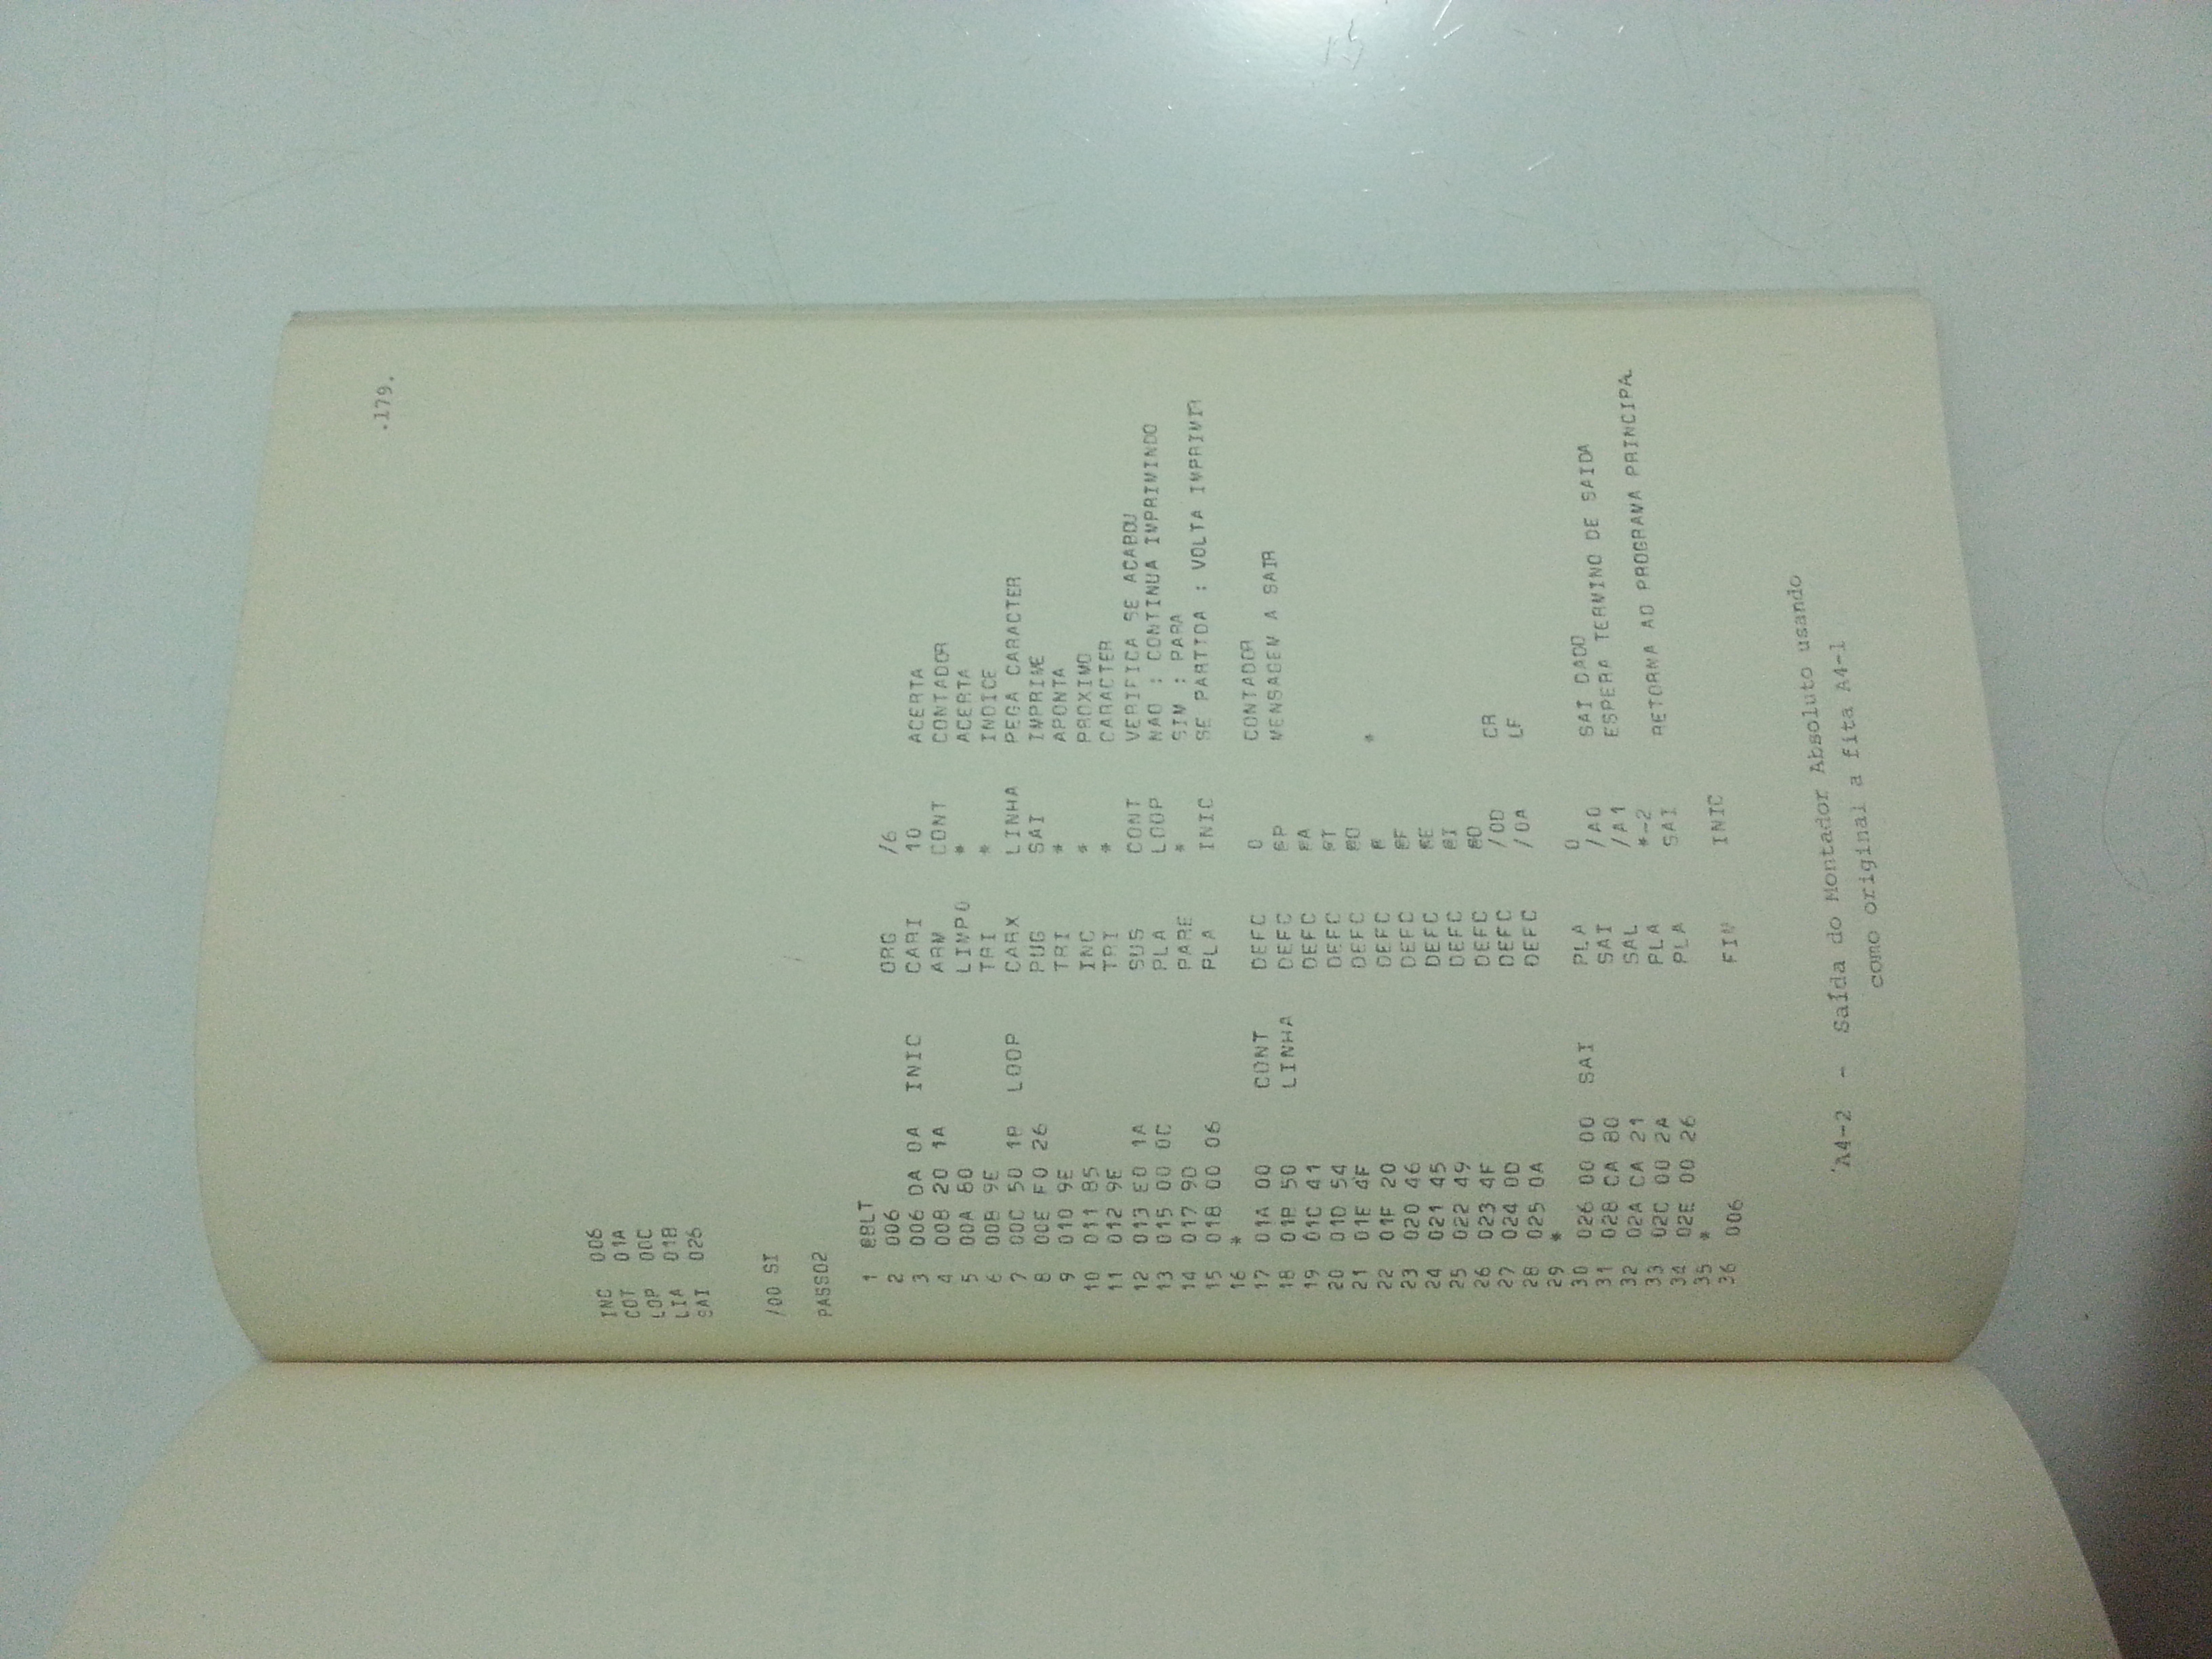 .179.
INC 006
COT 01A
LOP 00C
LIA 01B
SAI 026
/00 SI
PASSO2
1 @BLT
2 006 ORG /6
3 006 DA 0A INIC CARI 10 ACERTA
4 008 20 1A ARM CONT CONTADOR
5 00A 80 LIMPO * ACERTA
6 00B 9E TRI * INDICE
7 00C 50 1B LOOP CARX LINHA PEGA CARACTER
8 00E F0 26 PUG SAI IMPRIME
9 010 9E TRI * APONTA
10 011 85 INC * PROXIMO
11 012 9E TRI * CARACTER
12 013 E0 1A SUS CONT VERIFICA SE ACABOU
13 015 00 0C PLA LOOP NAO : CONTINUA IMPRIMINDO
14 017 9D PARE * SIM : PARA
15 018 00 06 PLA INIC SE PARTIDA : VOLTA IMPRIMIR
16 *
17 01A 00 CONT DEFC 0 CONTADOR
18 01B 50 LINHA DEFC @P MENSAGEM A SAIR
19 01C 41 DEFC @A
20 01D 54 DEFC @T
21 01E 4F DEFC @O
22 01F 20 DEFC @ *
23 020 46 DEFC @F
24 021 45 DEFC @E
25 022 49 DEFC @I
26 023 4F DEFC @O
27 024 0D DEFC /0D CR
28 025 0A DEFC /0A LF
29 *
30 026 00 00 SAI PLA 0
31 028 CA 80 SAI /A0 SAI DADO
32 02A CA 21 SAL /A1 ESPERA TERMINO DE SAIDA
33 02C 00 2A PLA *-2
34 02E 00 26 PLA SAI RETORNA AO PROGRAMA PRINCIPAL
35 *
36 006 FIM INIC
A4-2 - Saída do Montador Absoluto usando
como original a fita A4-1